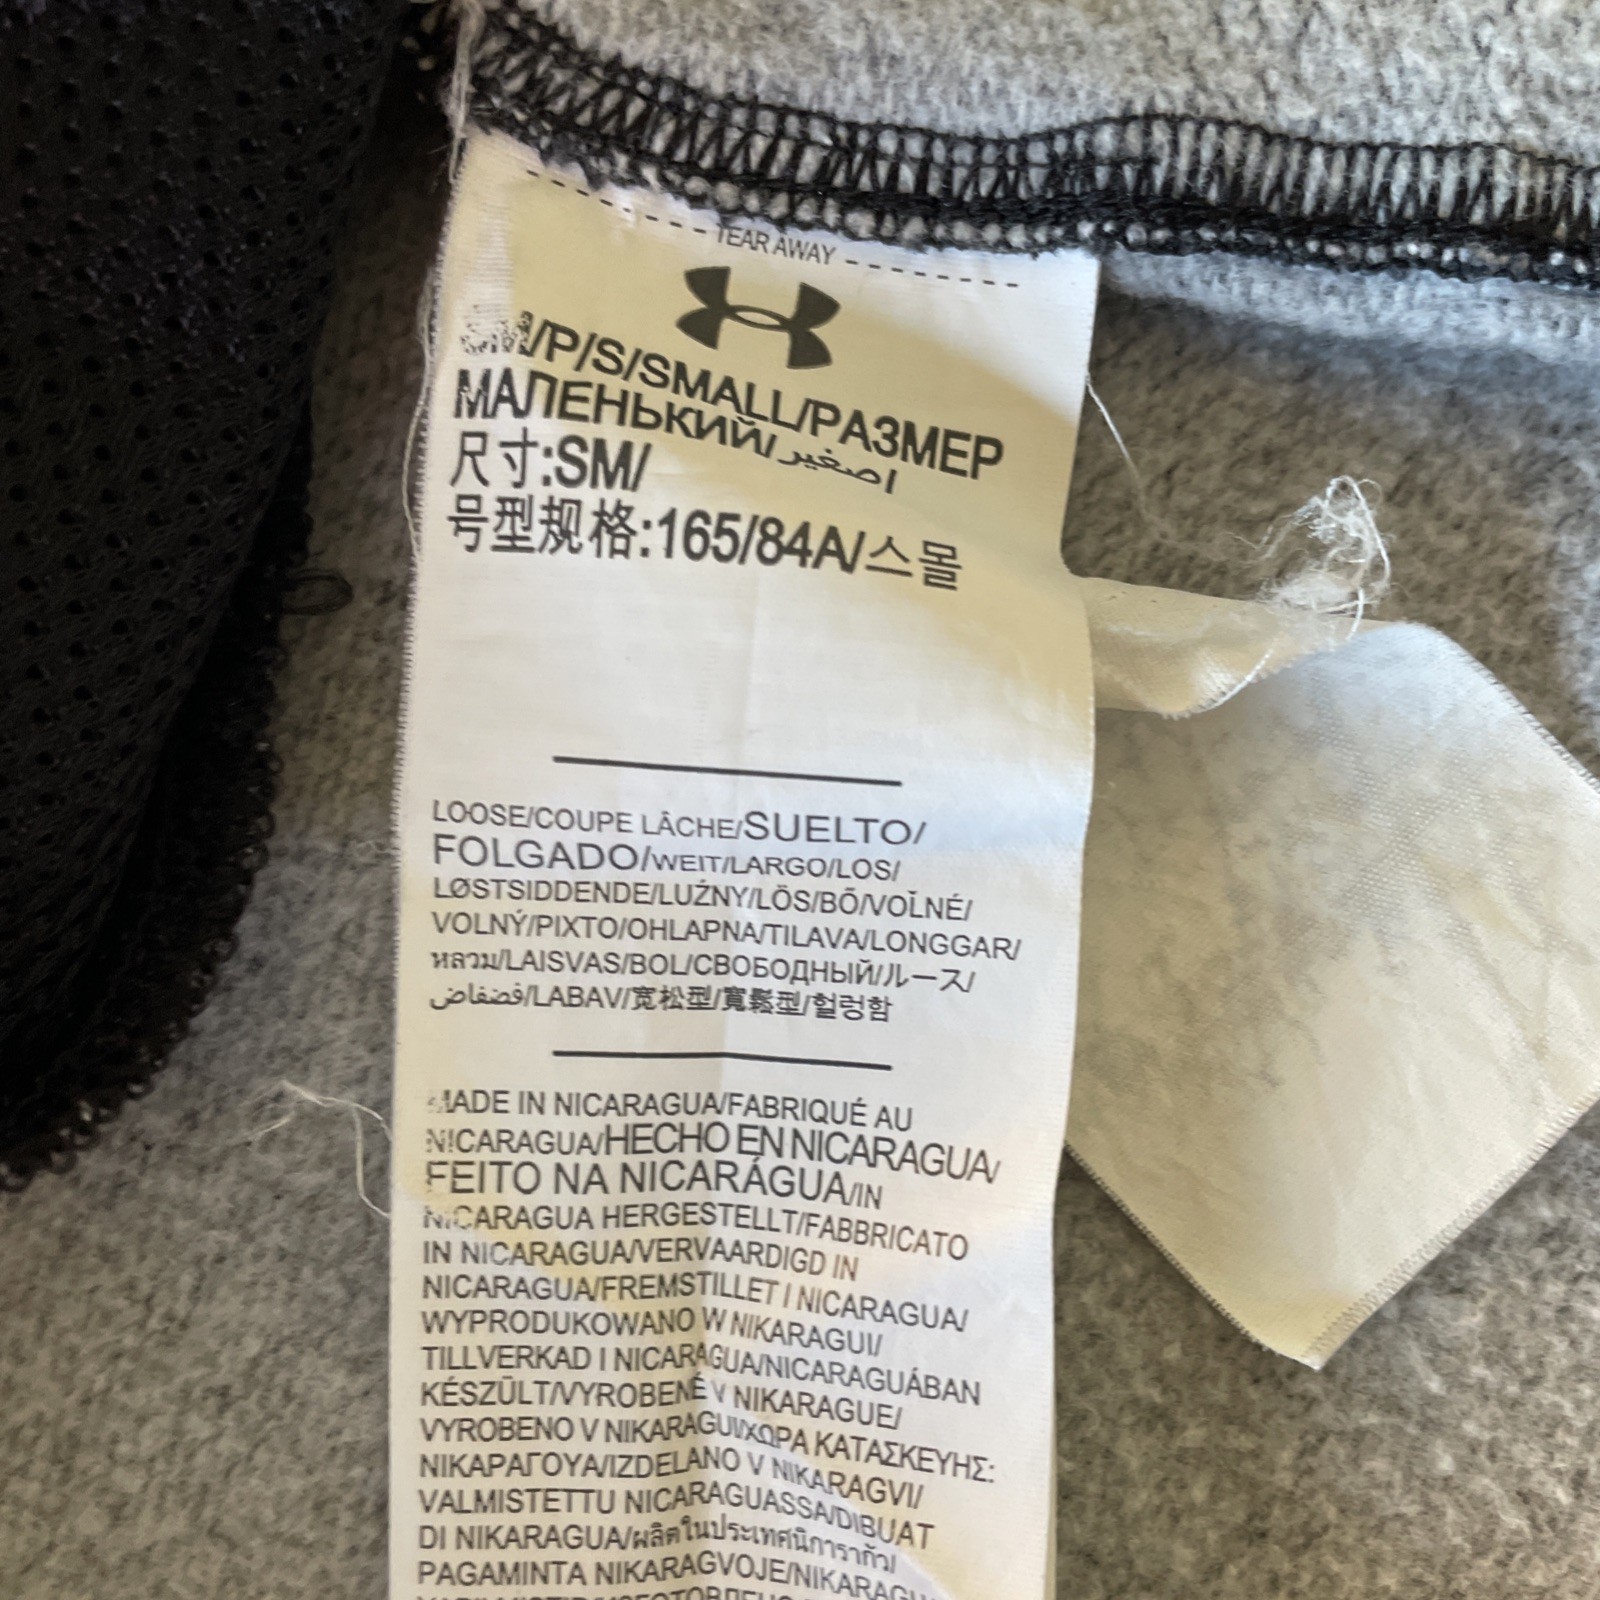 TEAR AWAY
SM/P/S/SMALL/РАЗМЕР
МАЛЕНЬКИЙ/اصغير
尺寸:SM/
号型规格:165/84A/스몰
LOOSE/COUPE LÂCHE/SUELTO/
FOLGADO/WEIT/LARGO/LOS/
LØSTSIDDENDE/LUŹNY/LÖS/BŐ/VOĽNÉ/
VOLNÝ/PIXTO/OHLAPNA/TILAVA/LONGGAR/
หลวม/LAISVAS/BOL/СВОБОДНЫЙ/ルース/
فضفاض/LABAV/宽松型/寬鬆型/헐렁함
MADE IN NICARAGUA/FABRIQUÉ AU
NICARAGUA/HECHO EN NICARAGUA/
FEITO NA NICARÁGUA/IN
NICARAGUA HERGESTELLT/FABBRICATO
IN NICARAGUA/VERVAARDIGD IN
NICARAGUA/FREMSTILLET I NICARAGUA/
WYPRODUKOWANO W NIKARAGUI/
TILLVERKAD I NICARAGUA/NICARAGUÁBAN
KÉSZÜLT/VYROBENÉ V NIKARAGUE/
VYROBENO V NIKARAGUI/ΧΩΡΑ ΚΑΤΑΣΚΕΥΗΣ:
ΝΙΚΑΡΑΓΟΥΑ/IZDELANO V NIKARAGVI/
VALMISTETTU NICARAGUASSA/DIBUAT
DI NIKARAGUA/ผลิตในประเทศนิการากัว/
PAGAMINTA NIKARAGVOJE/NIKARAGU